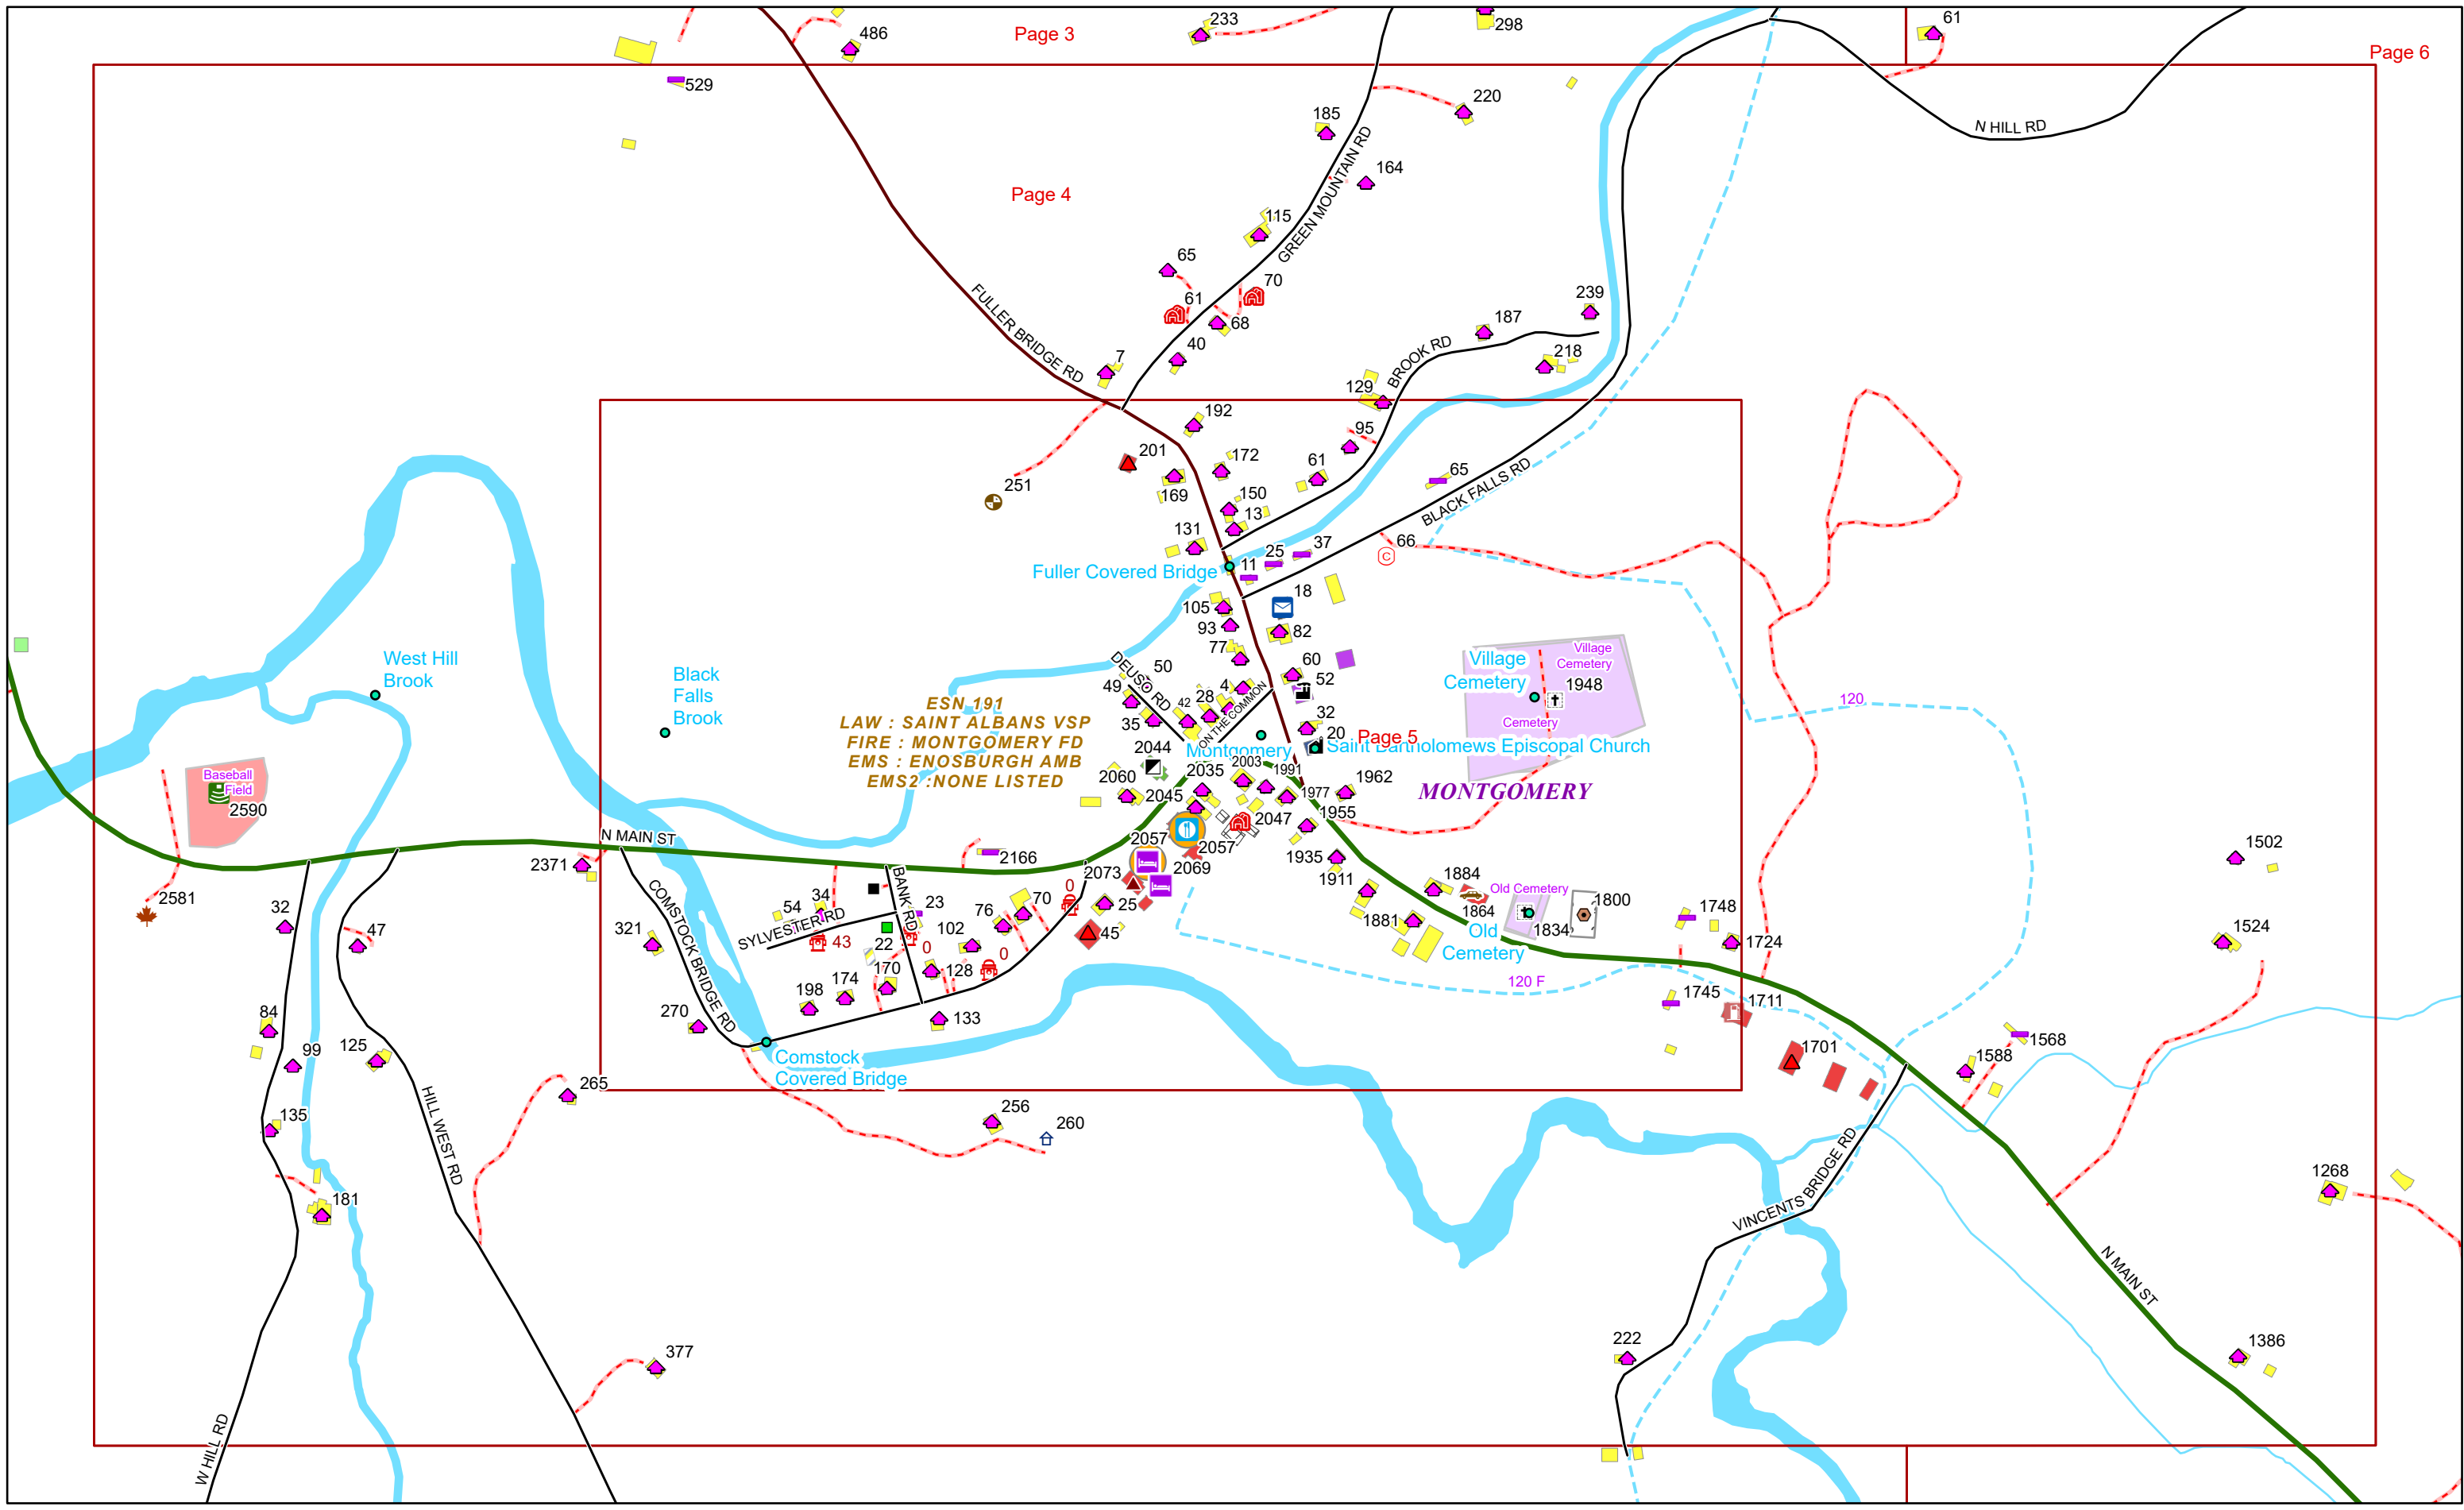 61
233
298
486
Page 3
Page 6
529
220
185
N HILL RD
164
GREEN MOUNTAIN RD
Page 4
115
65
70
61
68
239
187
FULLER BRIDGE RD
40
7
218
BROOK RD
129
192
95
201
172
61
65
169
251
150
13
BLACK FALLS RD
131
37
25
66
Fuller Covered Bridge
11
18
105
93
82
77
60
Village
Cemetery
Village
Cemetery
West Hill
Brook
Black
Falls
Brook
DEUSO RD
50
49
4
52
1948
28
42
35
ON THE COMMON
120
ESN 191
LAW : SAINT ALBANS VSP
FIRE : MONTGOMERY FD
EMS : ENOSBURGH AMB
EMS2 :NONE LISTED
32
20
Page 5
Cemetery
Saint Bartholomews Episcopal Church
Montgomery
2044
2003
2035
1991
2060
2045
1977
1962
MONTGOMERY
Baseball
Field
2590
1955
2047
N MAIN ST
2057
2057
2166
2371
2073
2069
1935
1502
1911
1884
Old Cemetery
2581
COMSTOCK BRIDGE RD
BANK RD
34
0
70
23
54
76
25
1864
1800
1748
32
SYLVESTER RD
43
321
22
102
0
45
1881
1834
Old
Cemetery
47
1724
1524
0
170
128
174
198
120 F
1745
1711
84
270
133
125
99
1568
1701
1588
Comstock
Covered Bridge
265
135
HILL WEST RD
256
260
181
VINCENTS BRIDGE RD
1268
N MAIN ST
222
377
1386
W HILL RD